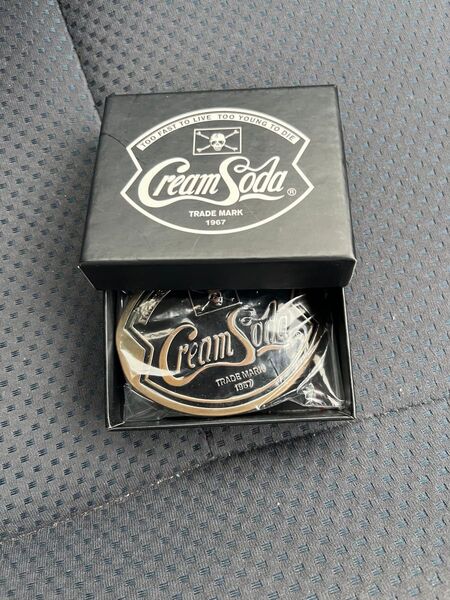 TOO FAST TO LIVE TOO YOUNG TO DIE
Cream Soda ®
TRADE MARK
1967
Cream Soda
TRADE MARK
1967